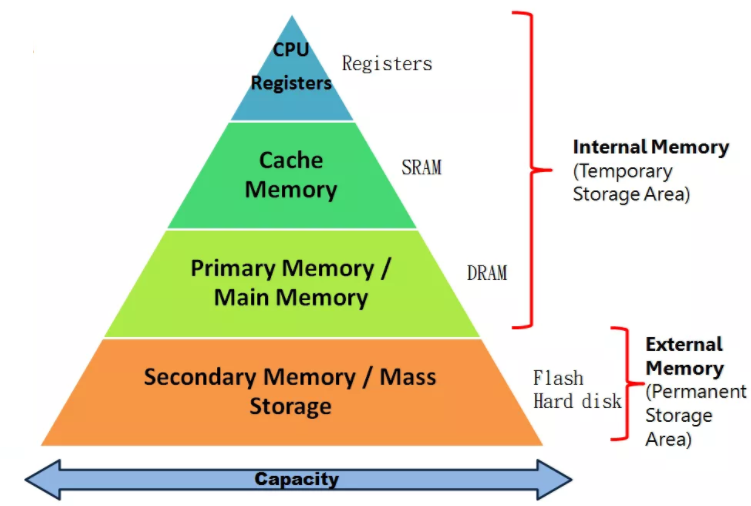 CPU
Registers
Registers
Cache
Memory
SRAM
Internal Memory
(Temporary
Storage Area)
Primary Memory /
Main Memory
DRAM
Secondary Memory / Mass
Storage
Flash
Hard disk
External
Memory
(Permanent
Storage
Area)
Capacity